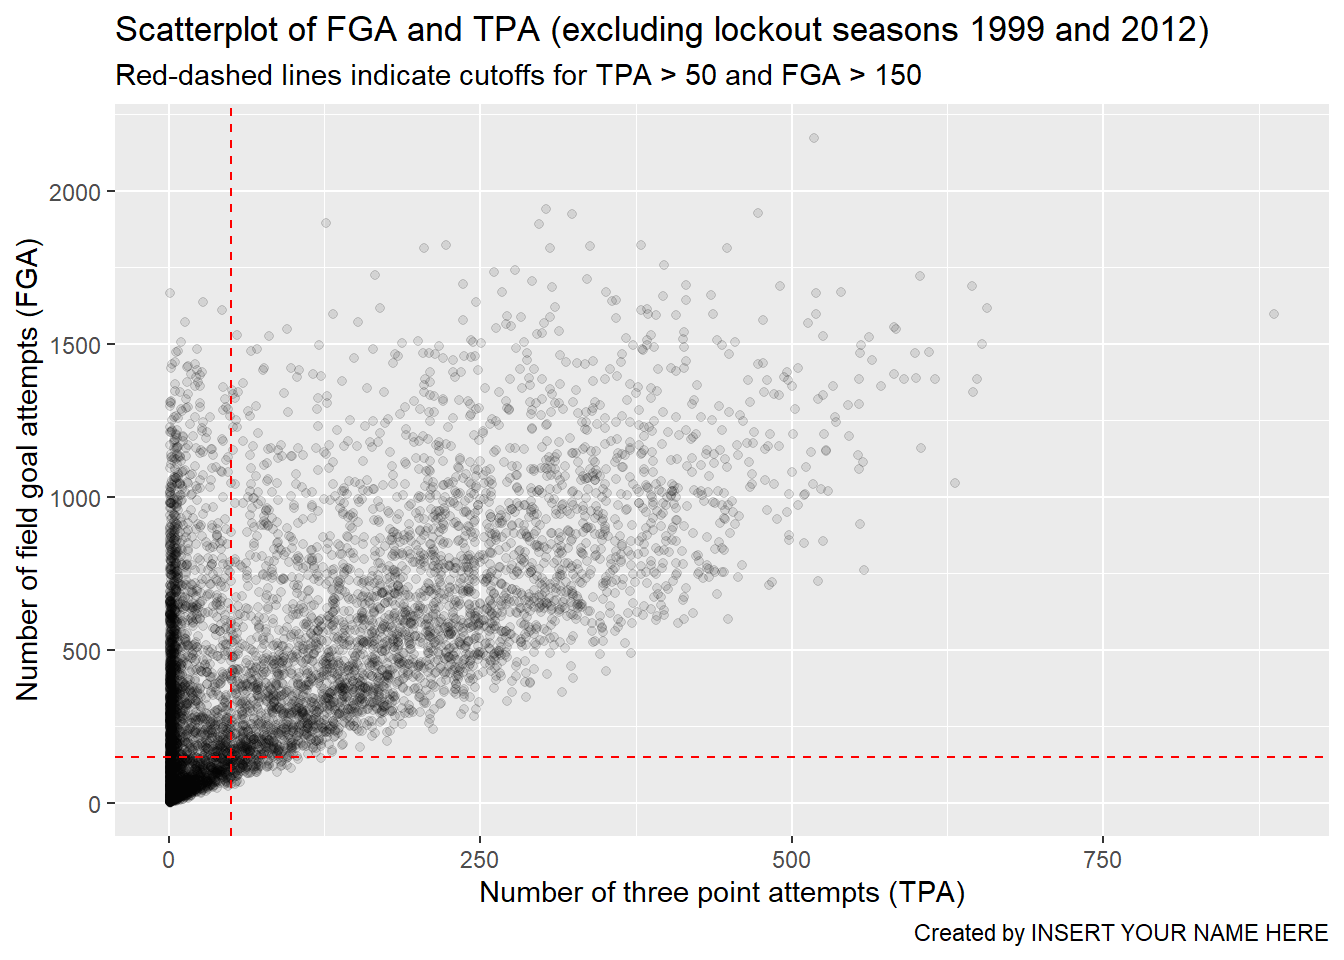 Scatterplot of FGA and TPA (excluding lockout seasons 1999 and 2012)
Red-dashed lines indicate cutoffs for TPA > 50 and FGA > 150
Number of field goal attempts (FGA)
2000
1500
1000
500
0
0 250 500 750
Number of three point attempts (TPA)
Created by INSERT YOUR NAME HERE